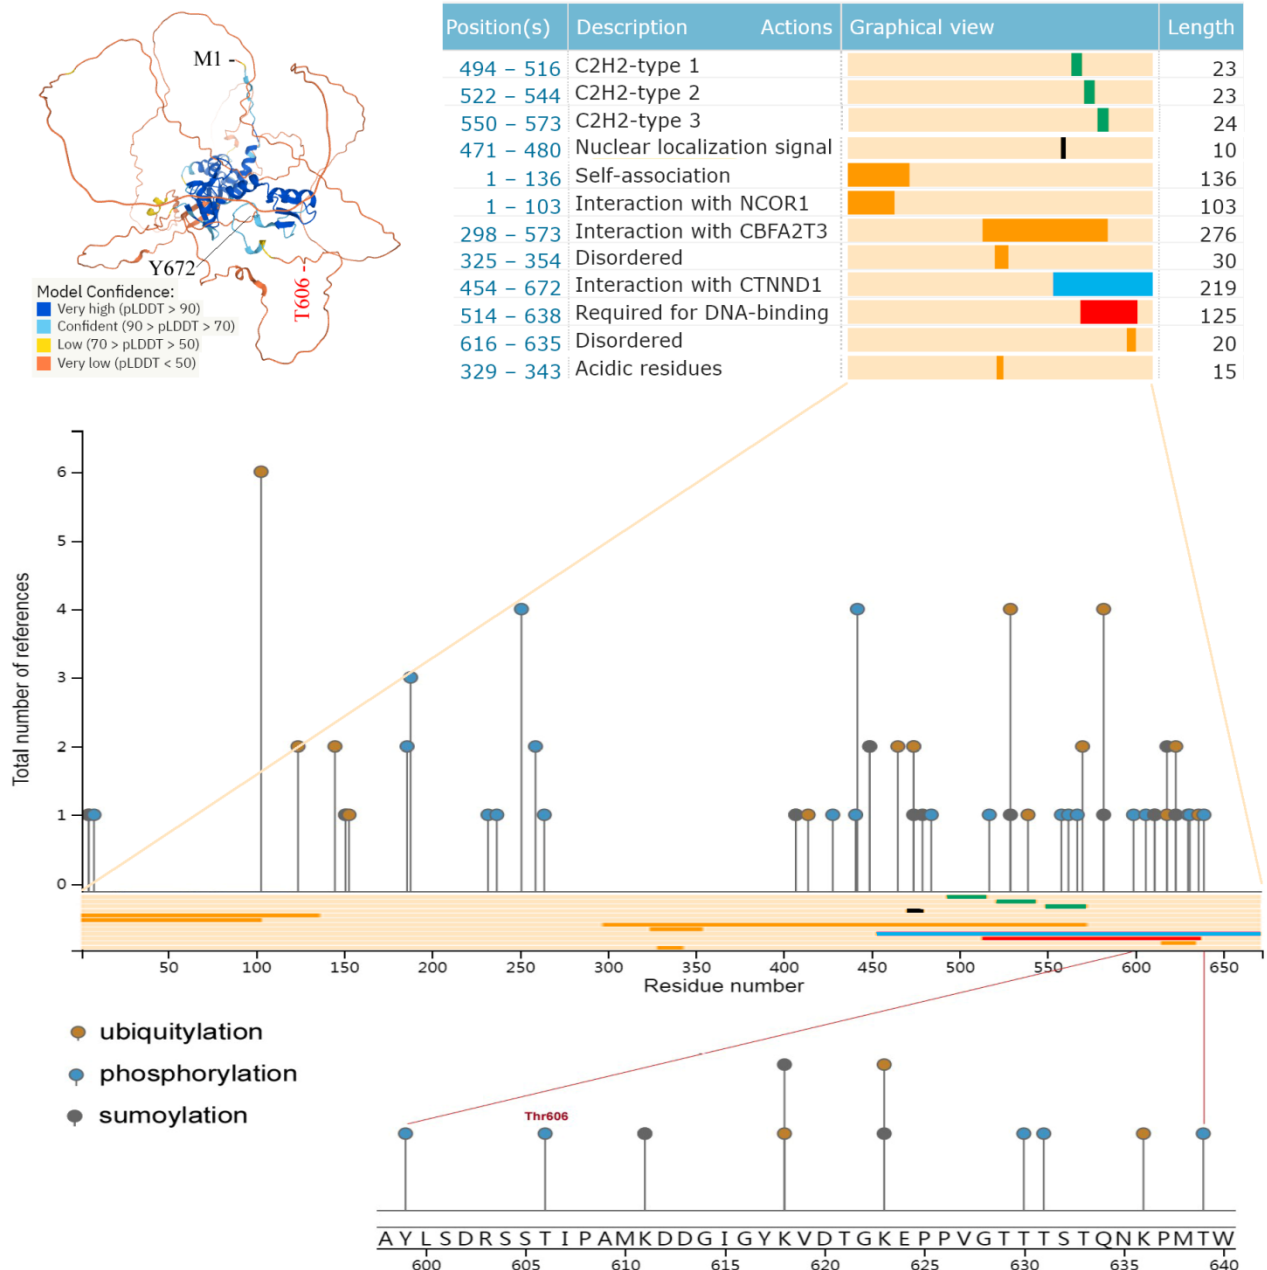 M1
Y672
T606
Model Confidence:
Very high (pLDDT > 90)
Confident (90 > pLDDT > 70)
Low (70 > pLDDT > 50)
Very low (pLDDT < 50)
Position(s) Description Actions Graphical view Length
494 – 516 C2H2-type 1 23
522 – 544 C2H2-type 2 23
550 – 573 C2H2-type 3 24
471 – 480 Nuclear localization signal 10
1 – 136 Self-association 136
1 – 103 Interaction with NCOR1 103
298 – 573 Interaction with CBFA2T3 276
325 – 354 Disordered 30
454 – 672 Interaction with CTNND1 219
514 – 638 Required for DNA-binding 125
616 – 635 Disordered 20
329 – 343 Acidic residues 15
Total number of references
6
5
4
3
2
1
0
50 100 150 200 250 300 350 400 450 500 550 600 650
Residue number
ubiquitylation
phosphorylation
sumoylation
Thr606
A Y L S D R S S T I P A M K D D G I G Y K V D T G K E P P V G T T T S T Q N K P M T W
600 605 610 615 620 625 630 635 640